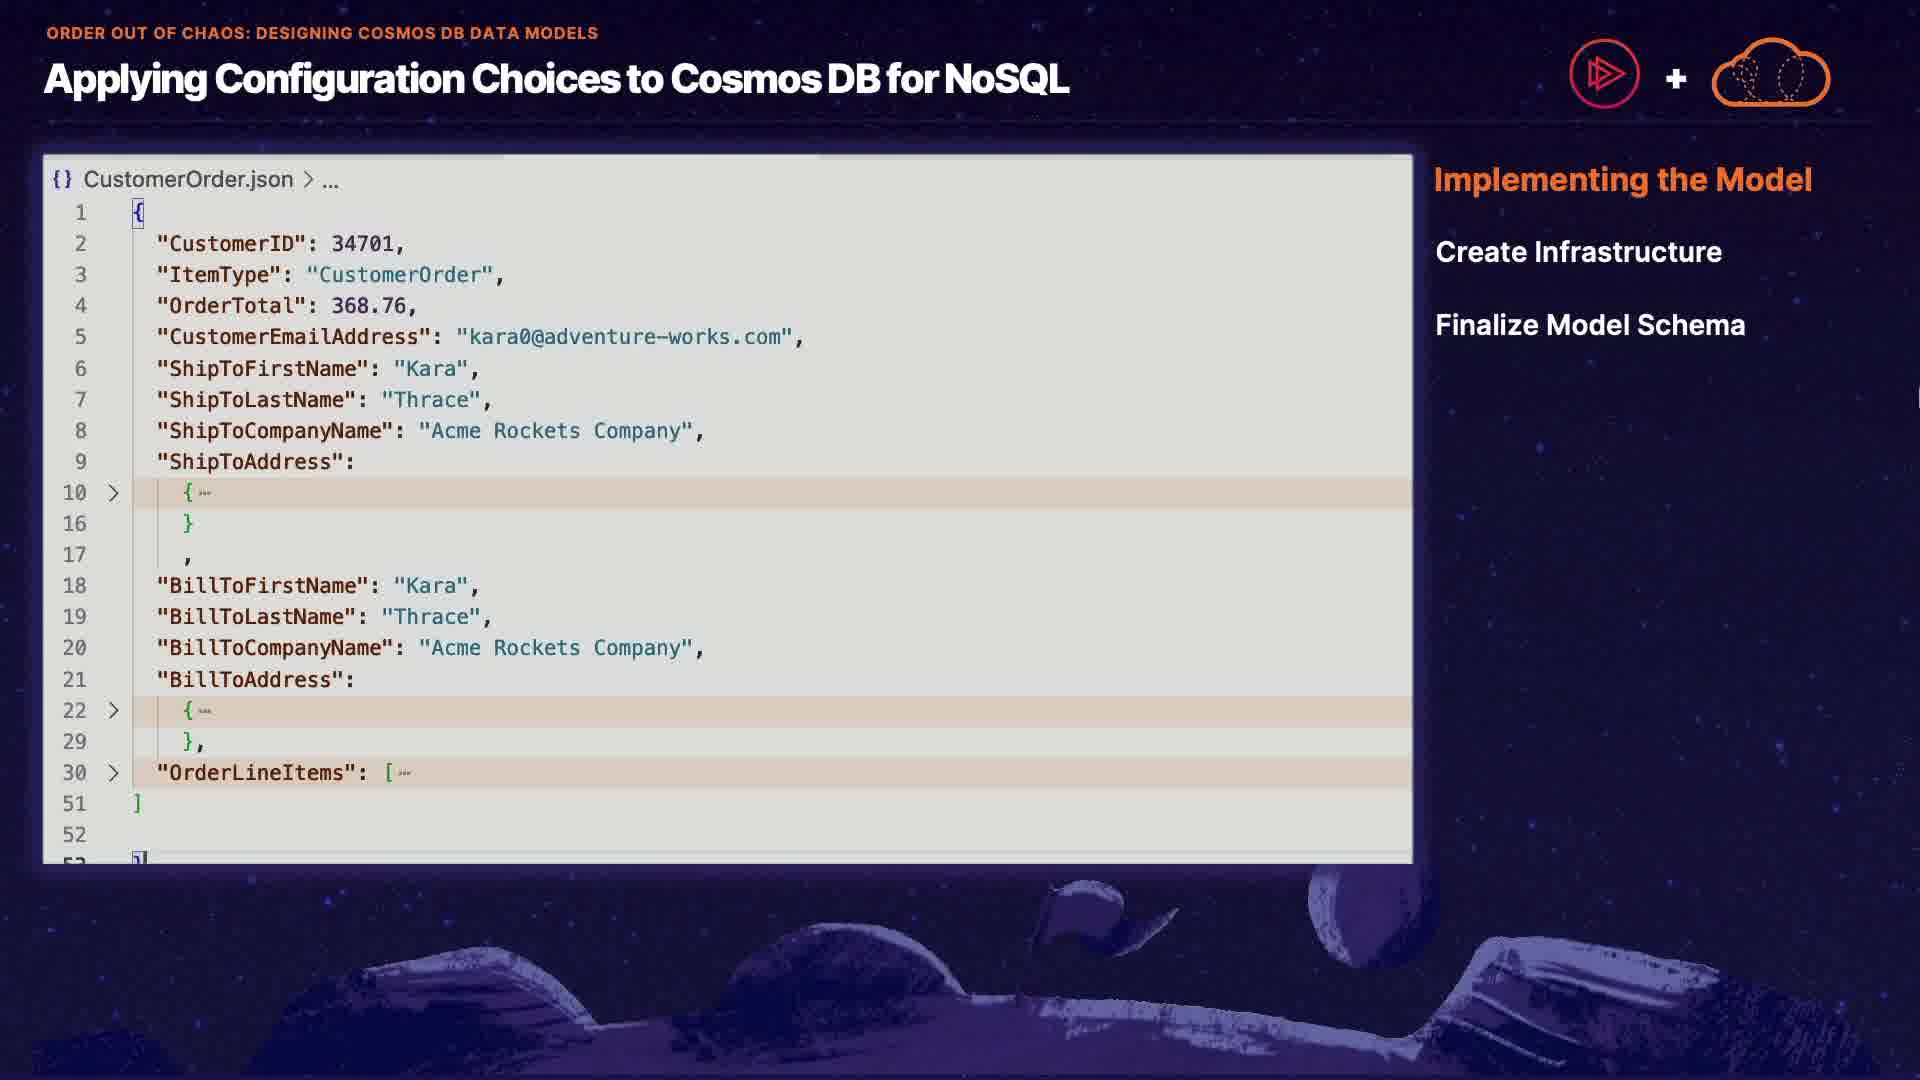 ORDER OUT OF CHAOS: DESIGNING COSMOS DB DATA MODELS
Applying Configuration Choices to Cosmos DB for NoSQL
+
{} CustomerOrder.json > ...
1 {
2 "CustomerID": 34701,
3 "ItemType": "CustomerOrder",
4 "OrderTotal": 368.76,
5 "CustomerEmailAddress": "kara0@adventure-works.com",
6 "ShipToFirstName": "Kara",
7 "ShipToLastName": "Thrace",
8 "ShipToCompanyName": "Acme Rockets Company",
9 "ShipToAddress":
10 > { ...
16 }
17 ,
18 "BillToFirstName": "Kara",
19 "BillToLastName": "Thrace",
20 "BillToCompanyName": "Acme Rockets Company",
21 "BillToAddress":
22 > { ...
29 },
30 > "OrderLineItems": [ ...
51 ]
52
53 }
Implementing the Model
Create Infrastructure
Finalize Model Schema